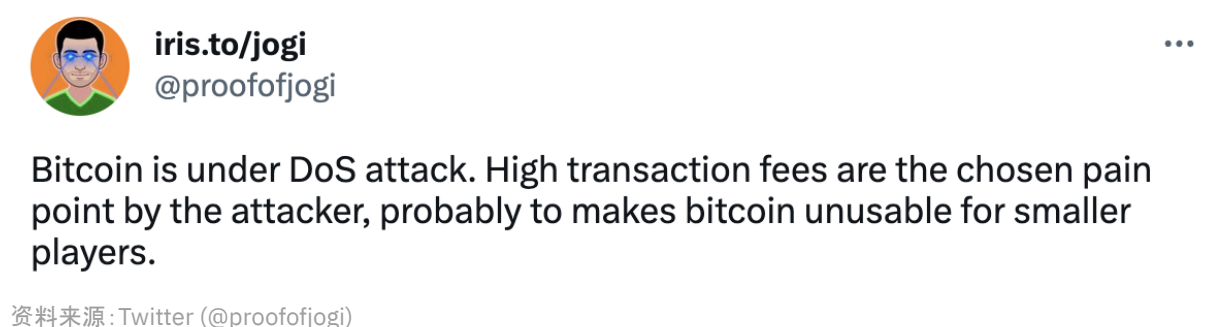 iris.to/jogi
@proofofjogi
Bitcoin is under DoS attack. High transaction fees are the chosen pain
point by the attacker, probably to makes bitcoin unusable for smaller
players.
资料来源:Twitter (@proofofjogi)